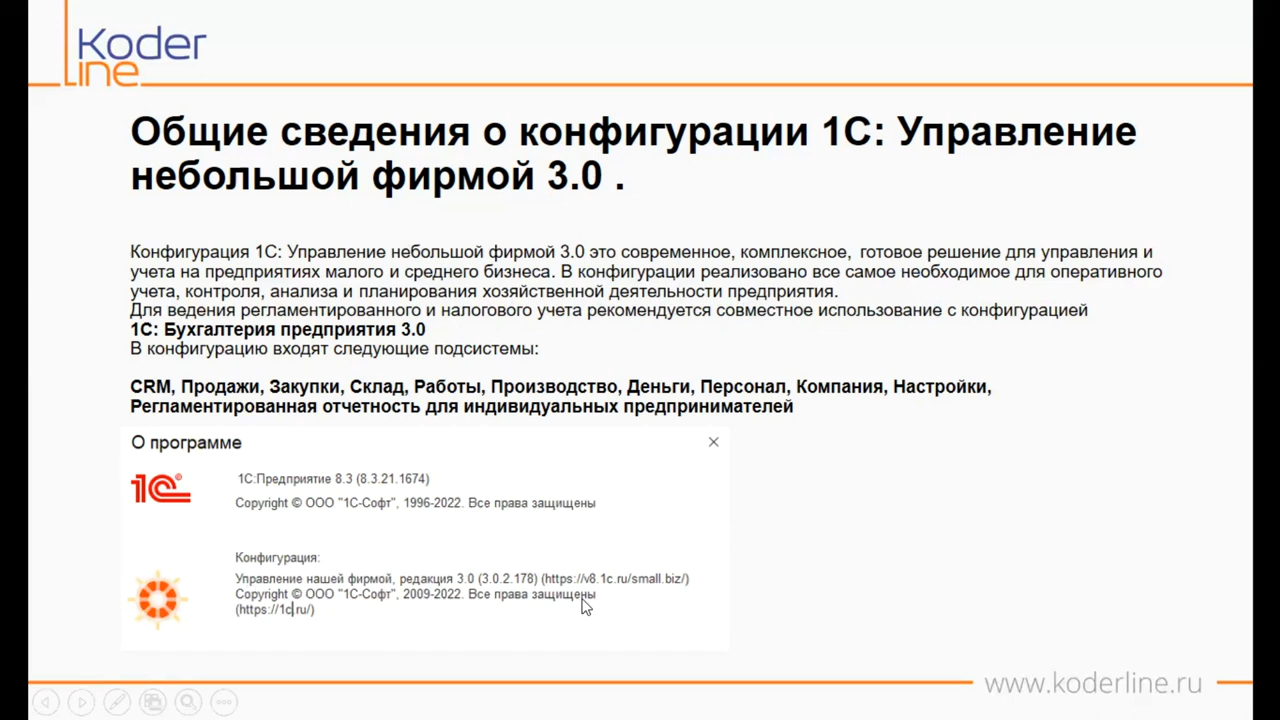 Koder
line
Общие сведения о конфигурации 1С: Управление
небольшой фирмой 3.0 .
Конфигурация 1С: Управление небольшой фирмой 3.0 это современное, комплексное, готовое решение для управления и
учета на предприятиях малого и среднего бизнеса. В конфигурации реализовано все самое необходимое для оперативного
учета, контроля, анализа и планирования хозяйственной деятельности предприятия.
Для ведения регламентированного и налогового учета рекомендуется совместное использование с конфигурацией
1С: Бухгалтерия предприятия 3.0
В конфигурацию входят следующие подсистемы:
CRM, Продажи, Закупки, Склад, Работы, Производство, Деньги, Персонал, Компания, Настройки,
Регламентированная отчетность для индивидуальных предпринимателей
О программе
1С®
1С:Предприятие 8.3 (8.3.21.1674)
Copyright © ООО "1С-Софт", 1996-2022. Все права защищены
Конфигурация:
Управление нашей фирмой, редакция 3.0 (3.0.2.178) (https://v8.1c.ru/small.biz/)
Copyright © ООО "1С-Софт", 2009-2022. Все права защищены
(https://1c.ru/)
www.koderline.ru